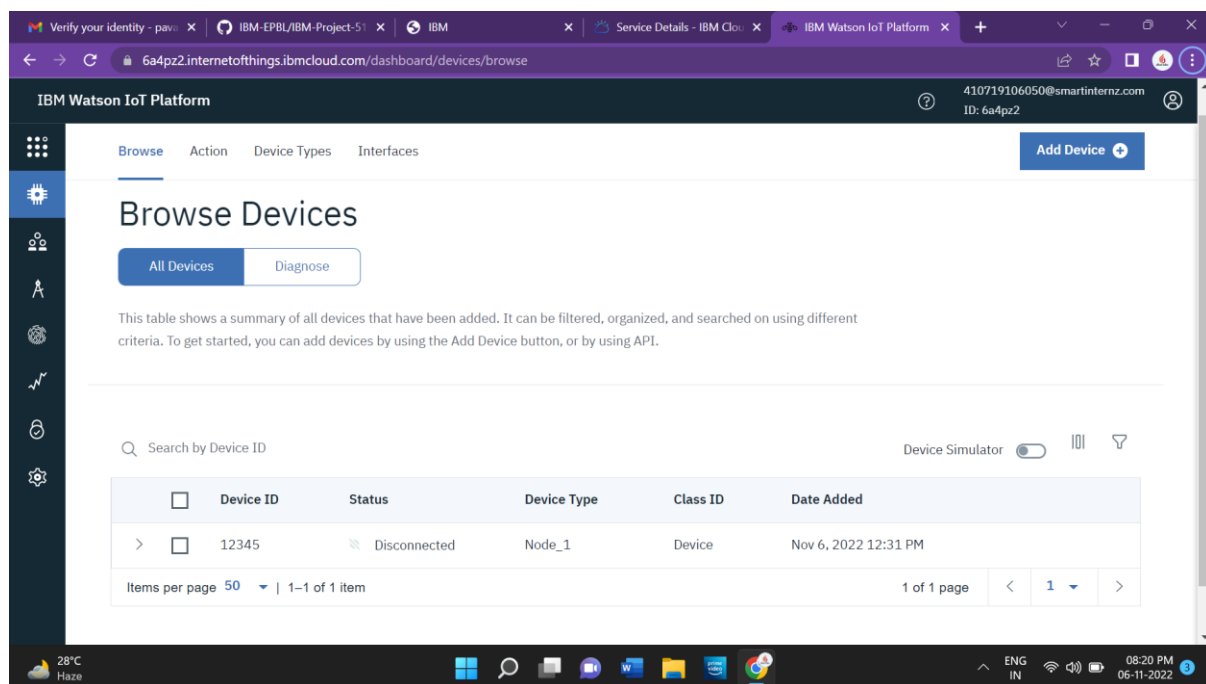 Verify your identity - pava
IBM-EPBL/IBM-Project-51
IBM
Service Details - IBM Clou
IBM Watson IoT Platform
6a4pz2.internetofthings.ibmcloud.com/dashboard/devices/browse
IBM Watson IoT Platform
410719106050@smartinternz.com
ID: 6a4pz2
Browse Action Device Types Interfaces
Add Device
Browse Devices
All Devices Diagnose
This table shows a summary of all devices that have been added. It can be filtered, organized, and searched on using different
criteria. To get started, you can add devices by using the Add Device button, or by using API.
Search by Device ID
Device Simulator
Device ID Status Device Type Class ID Date Added
12345 Disconnected Node_1 Device Nov 6, 2022 12:31 PM
Items per page 50 | 1–1 of 1 item
1 of 1 page 1
28°C
Haze
prime video
ENG
IN
08:20 PM
06-11-2022
3